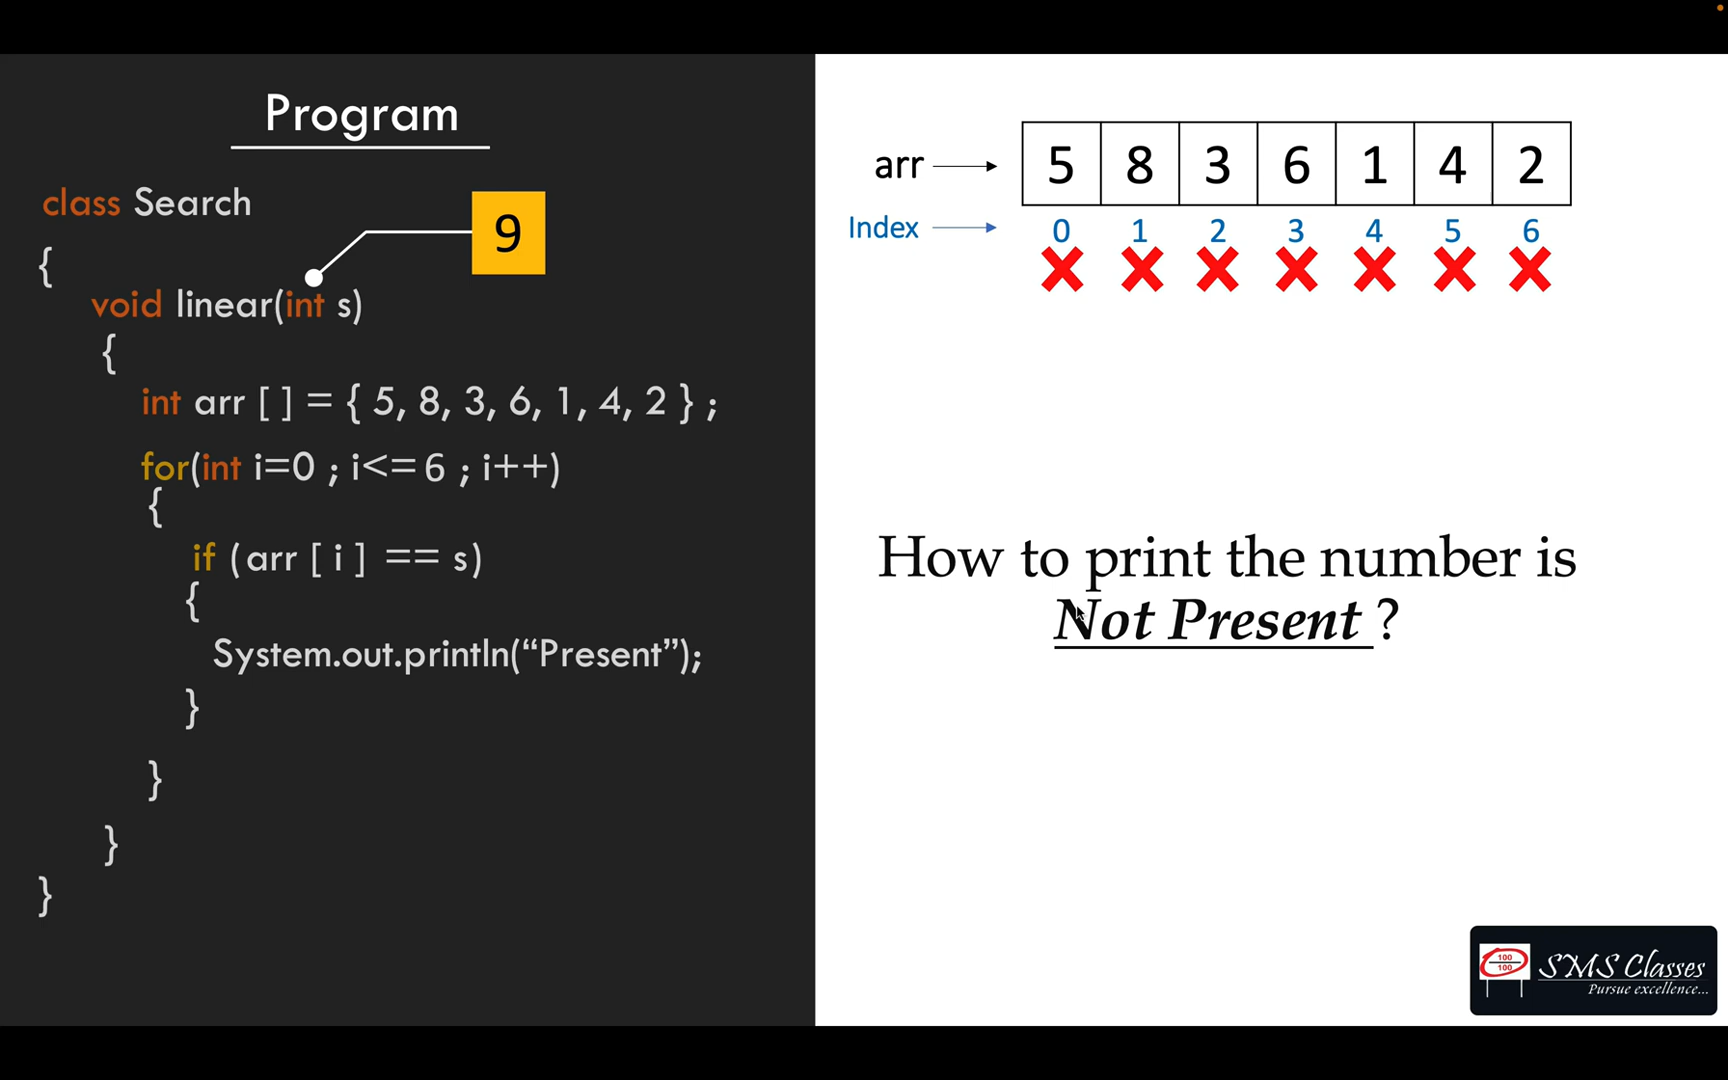 Program
class Search
{
9
void linear(int s)
{
int arr [ ] = { 5, 8, 3, 6, 1, 4, 2 } ;
for(int i=0 ; i<= 6 ; i++)
{
if ( arr [ i ] == s)
{
System.out.println(“Present”);
}
}
}
}
arr 5 8 3 6 1 4 2
Index 0 1 2 3 4 5 6
How to print the number is
Not Present ?
100
100
SMS Classes
Pursue excellence...